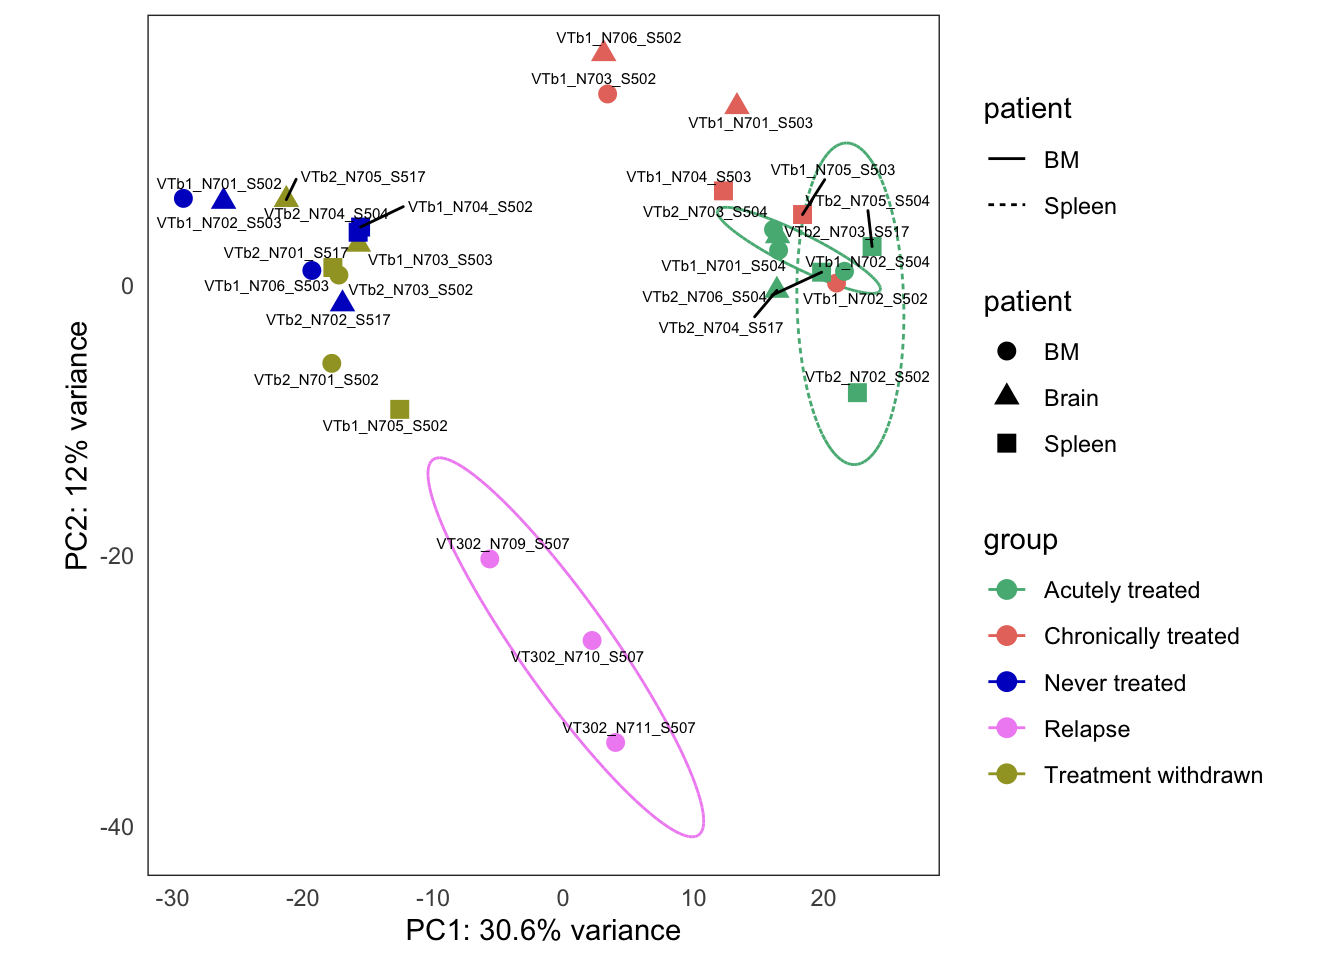 VTb1_N706_S502
VTb1_N703_S502
VTb1_N701_S503
VTb1_N704_S503
VTb1_N705_S503
VTb2_N705_S504
VTb2_N703_S504
VTb2_N703_S517
VTb1_N701_S504
VTb1_N702_S504
VTb2_N706_S504
VTb1_N702_S502
VTb2_N704_S517
VTb2_N702_S502
VTb1_N701_S502
VTb2_N705_S517
VTb1_N702_S503
VTb2_N704_S504
VTb1_N704_S502
VTb2_N701_S517
VTb1_N703_S503
VTb1_N706_S503
VTb2_N703_S502
VTb2_N702_S517
VTb2_N701_S502
VTb1_N705_S502
VT302_N709_S507
VT302_N710_S507
VT302_N711_S507
0
-20
-40
PC2: 12% variance
-30
-20
-10
0
10
20
PC1: 30.6% variance
patient
BM
Spleen
patient
BM
Brain
Spleen
group
Acutely treated
Chronically treated
Never treated
Relapse
Treatment withdrawn